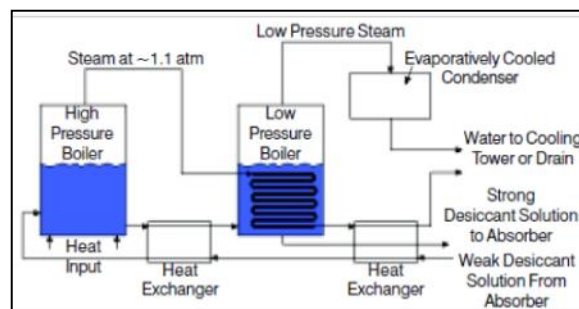 Low Pressure Steam
Steam at ~1.1 atm
Evaporatively Cooled
Condenser
High
Pressure
Boiler
Low
Pressure
Boiler
Water to Cooling
Tower or Drain
Strong
Desiccant Solution
to Absorber
Heat
Input
Heat
Exchanger
Heat
Exchanger
Weak Desiccant
Solution From
Absorber